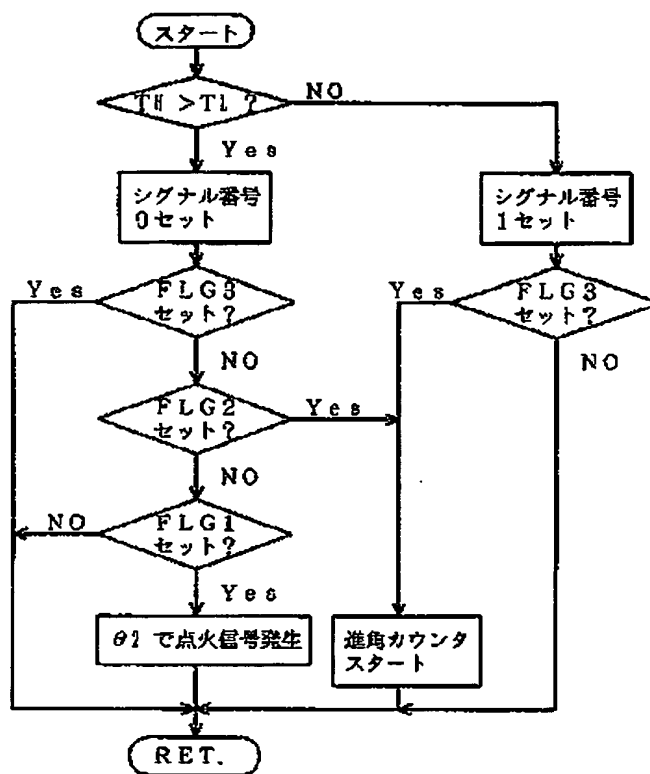 スタート
TH >T1 ?
NO
Yes
シグナル番号
0セット
シグナル番号
1セット
Yes
FLG3
セット?
Yes
FLG3
セット?
NO
NO
FLG2
セット?
Yes
NO
NO
FLG1
セット?
Yes
で点火信号発生
進角カウンタ
スタート
RET.